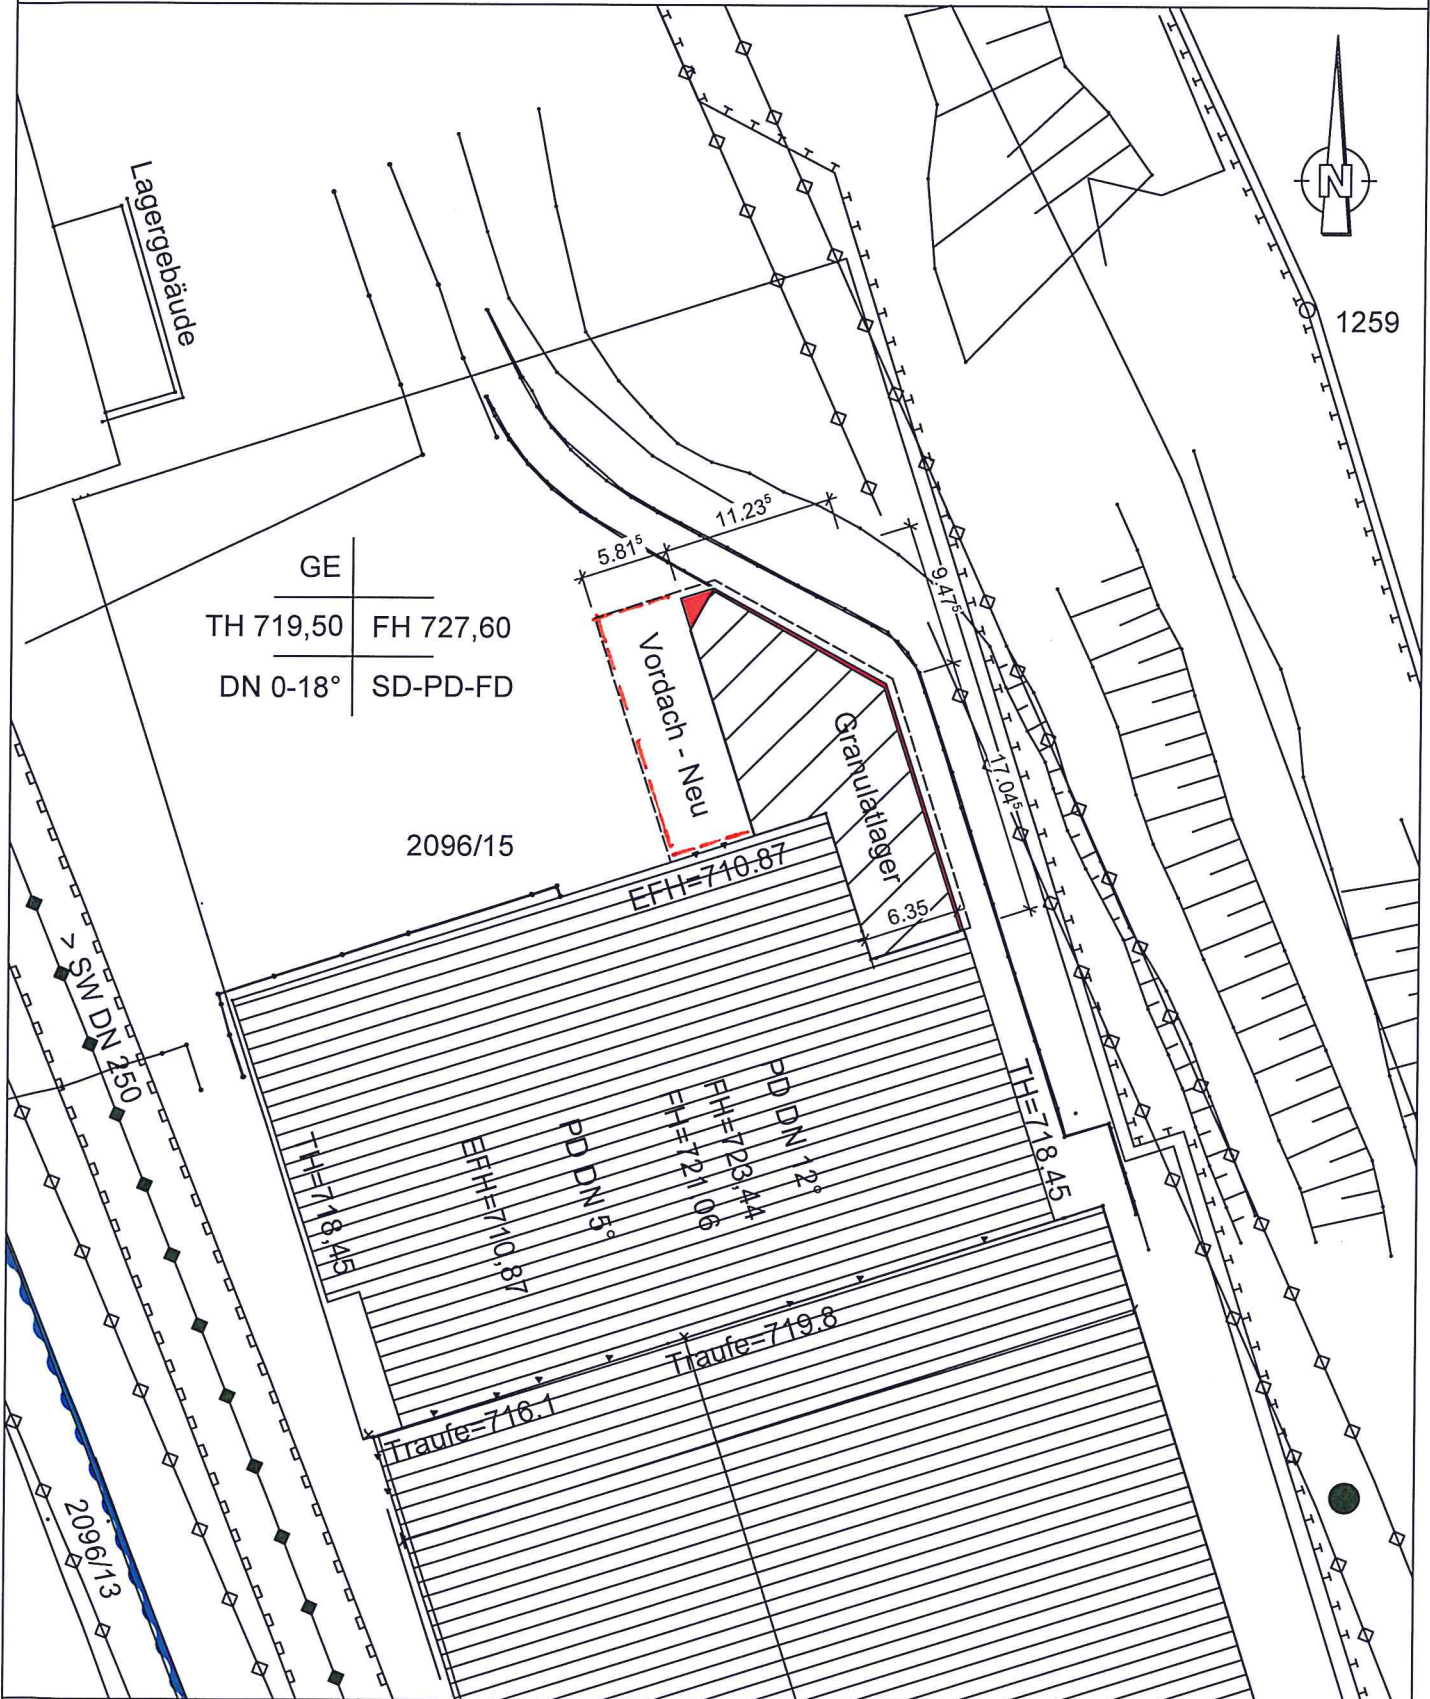 N
Lagergebäude
1259
11.23⁵
5.81⁵
9.47⁵
GE
TH 719,50 FH 727,60
DN 0-18° SD-PD-FD
Vordach - Neu
Granulatlager
17.04⁵
2096/15
EFH=710.87
6.35
> SW DN 250
PD DN 12°
FH=723,44
FH=721,06
TH=718,45
PD DN 5°
EFH=710,87
TH=718,45
Traufe=719.8
Traufe=716.1
2096/13